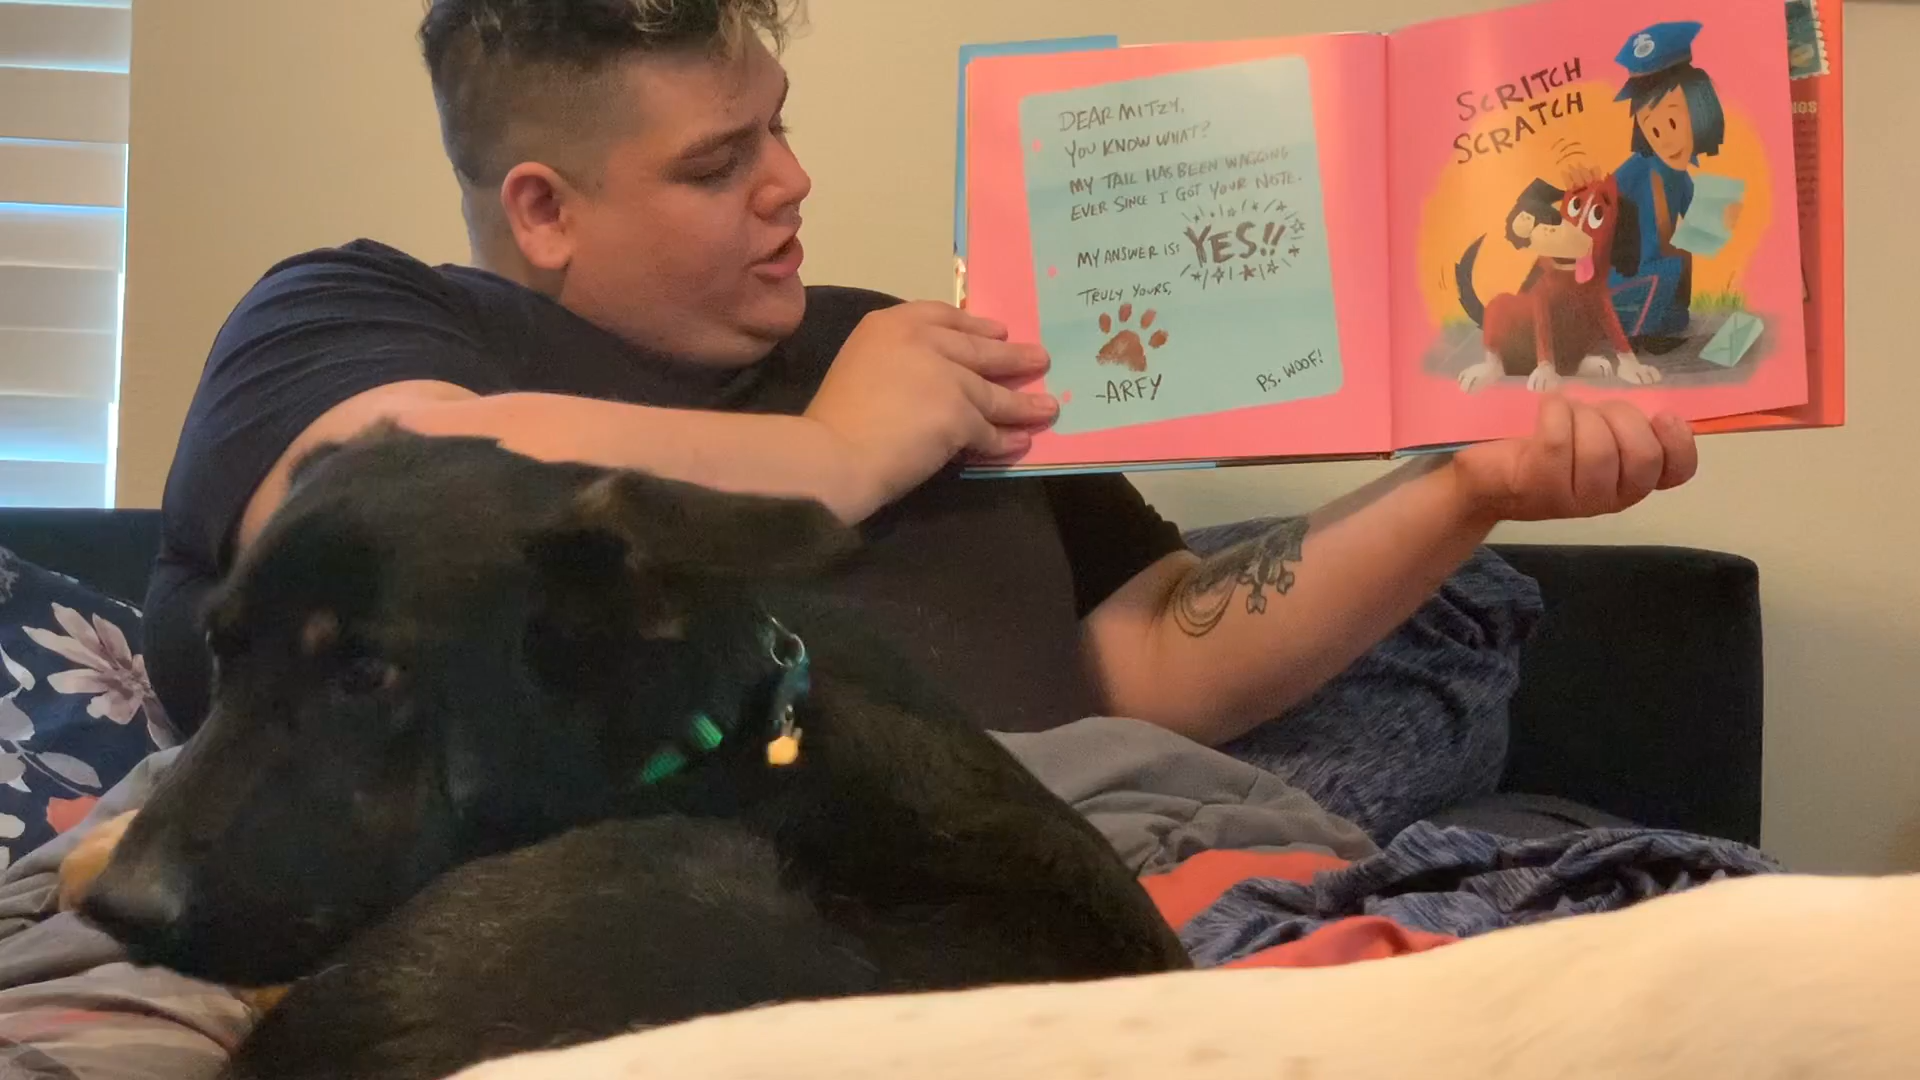 DEAR MITZY,
YOU KNOW WHAT?
MY TAIL HAS BEEN WAGGING
EVER SINCE I GOT YOUR NOTE.
MY ANSWER IS: YES!!
TRULY YOURS,
-ARFY
P.S. WOOF!
SCRITCH
SCRATCH